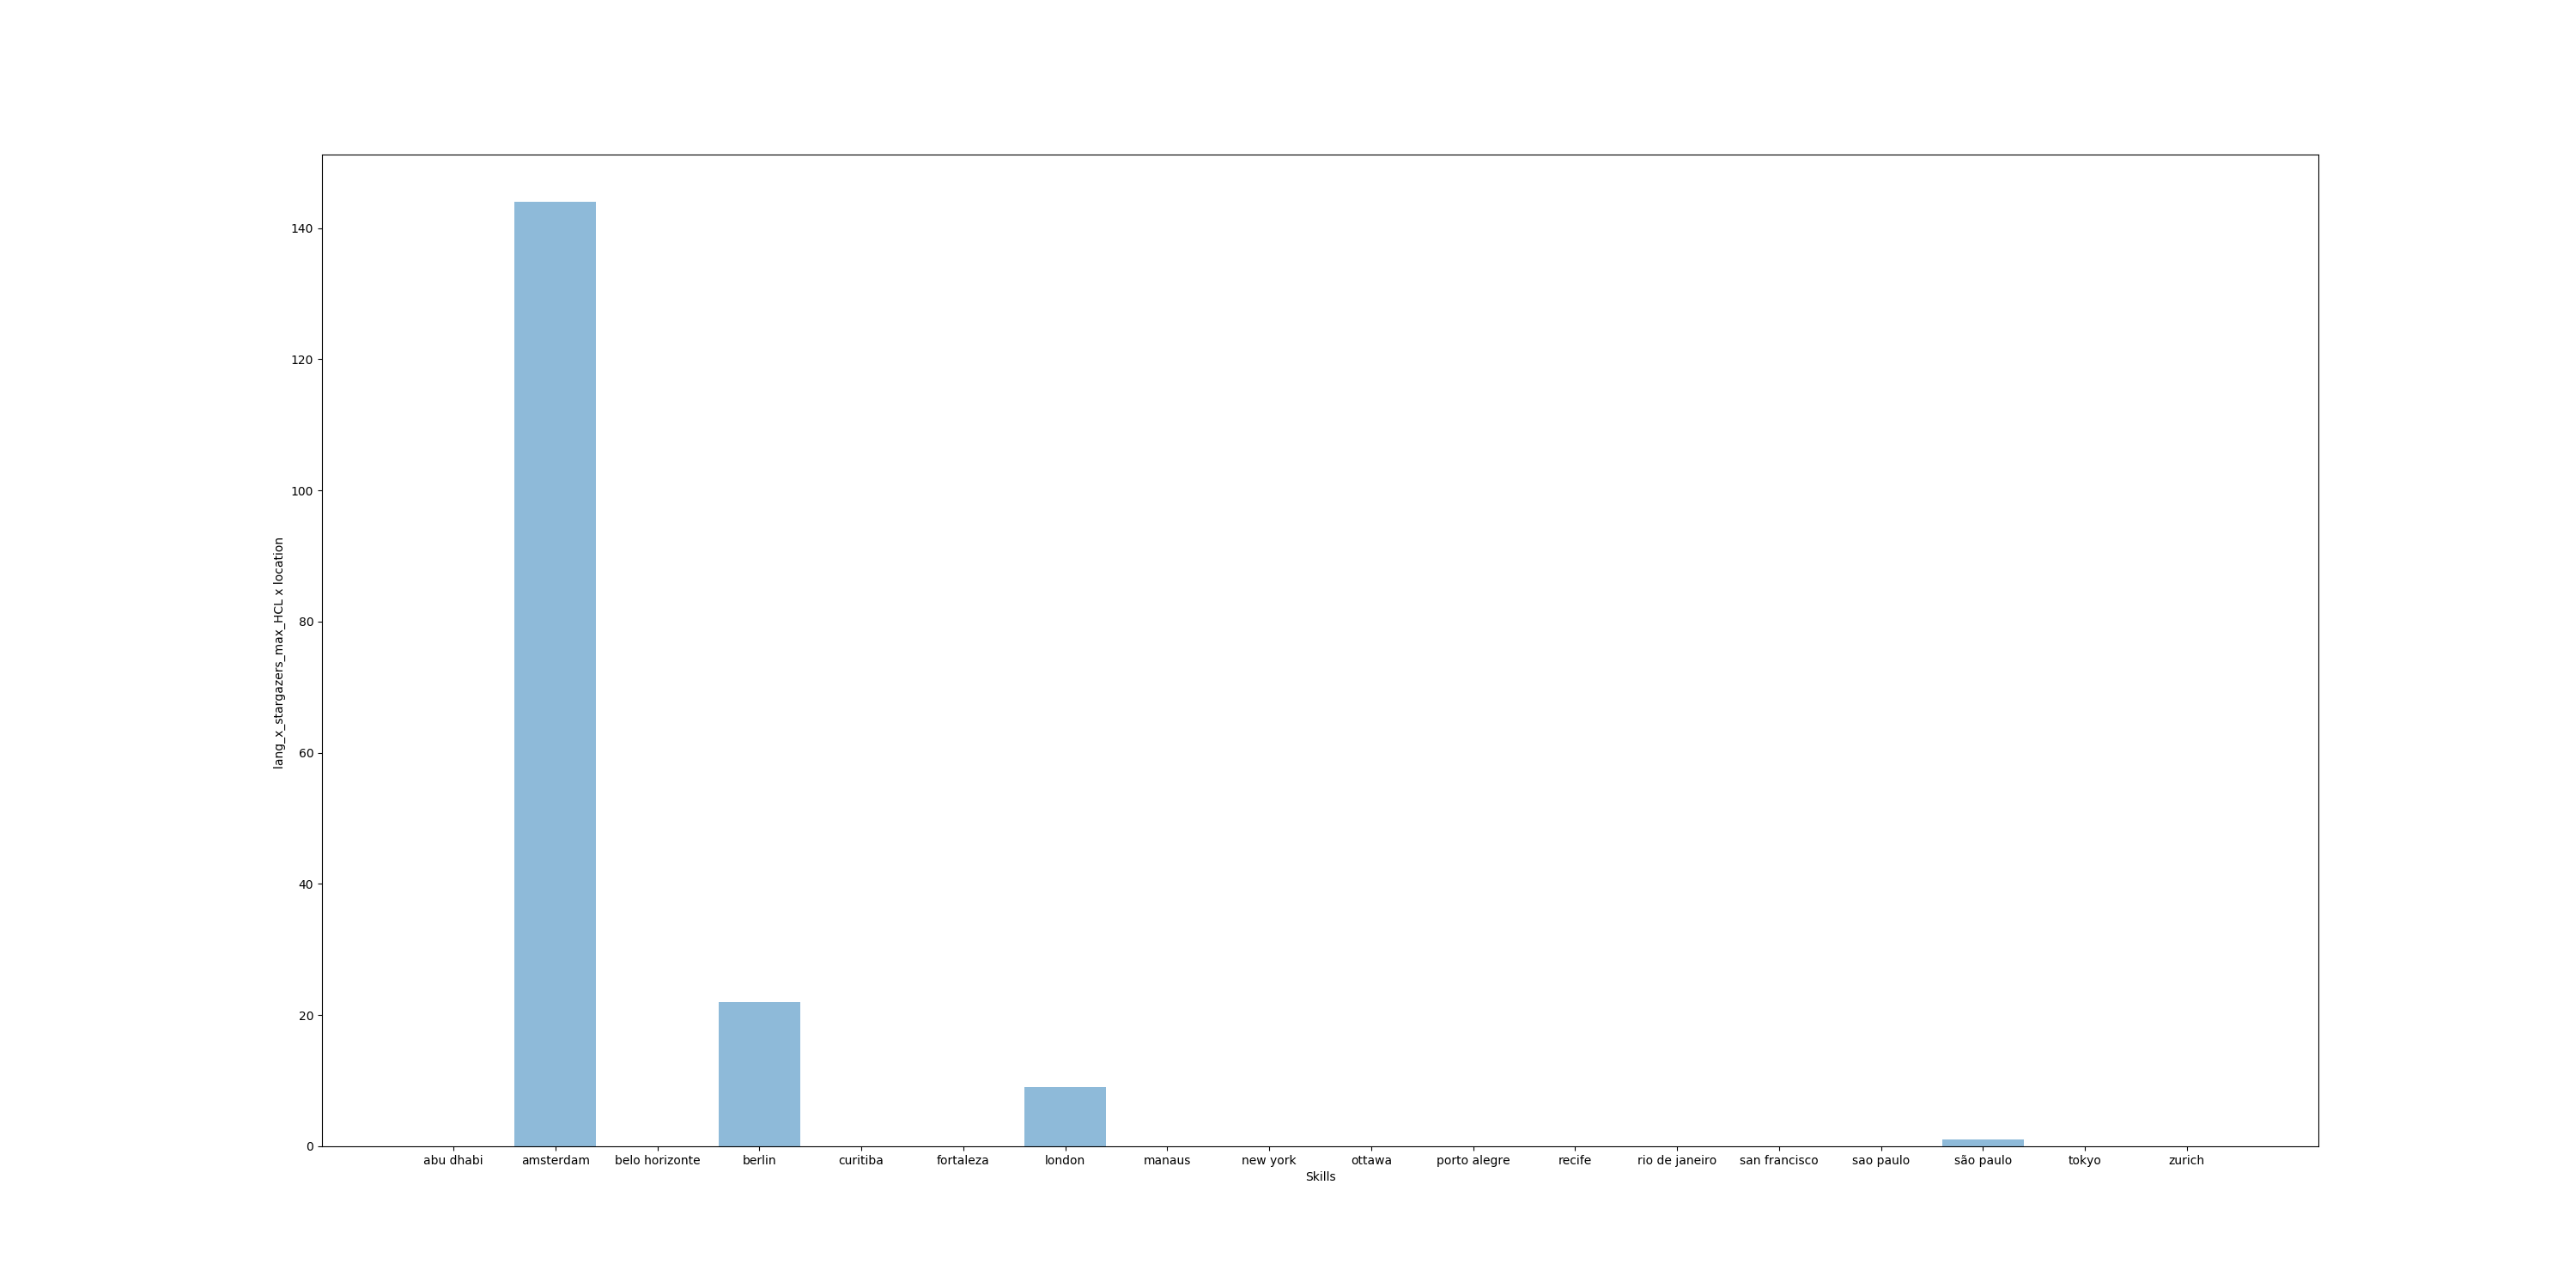 lang_x_stargazers_max_HCL x location
140
120
100
80
60
40
20
0
abu dhabi amsterdam belo horizonte berlin curitiba fortaleza london manaus new york ottawa porto alegre recife rio de janeiro san francisco sao paulo são paulo tokyo zurich
Skills